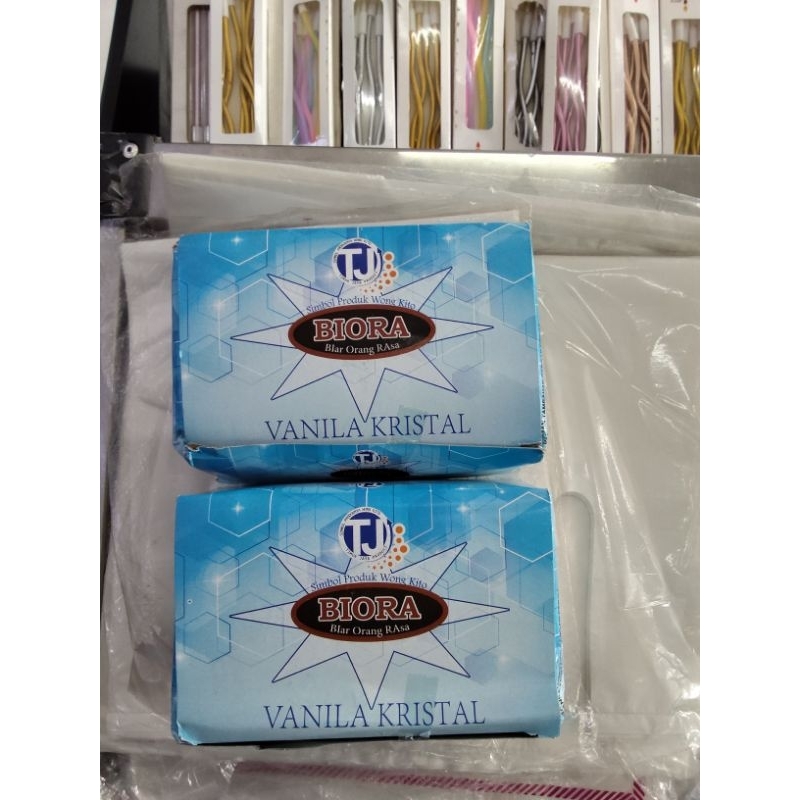 TJ
Simbol Produk Wong Kito
BIORA
BIar Orang RAsa
VANILA KRISTAL
TJ
TJ
Simbol Produk Wong Kito
BIORA
BIar Orang RAsa
VANILA KRISTAL